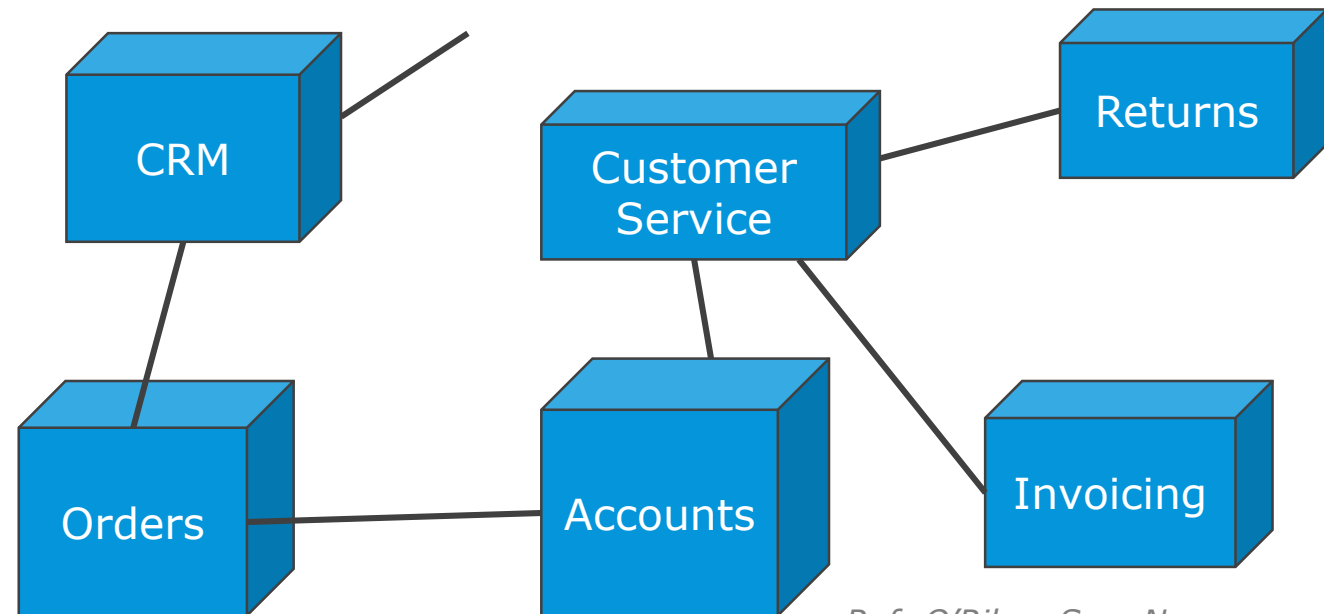 CRM
Customer
Service
Returns
Orders
Accounts
Invoicing